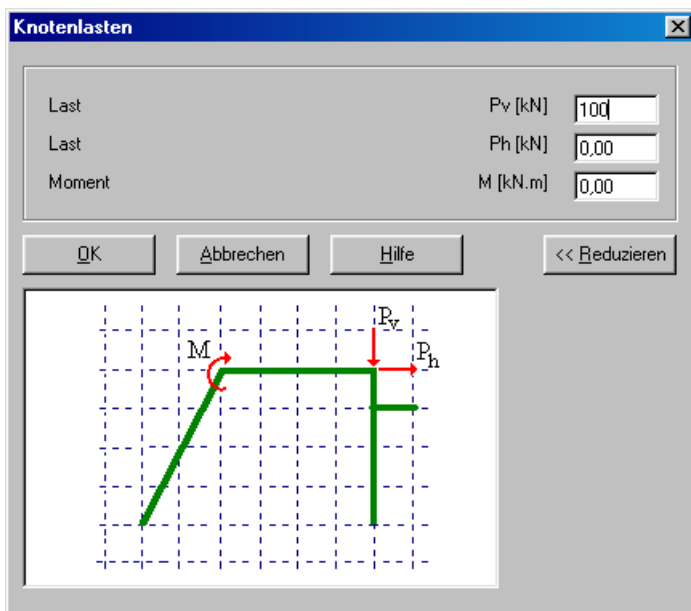 Knotenlasten
Last Pv [kN] 100
Last Ph [kN] 0,00
Moment M [kN.m] 0,00
OK Abbrechen Hilfe << Reduzieren
Pv
M Ph